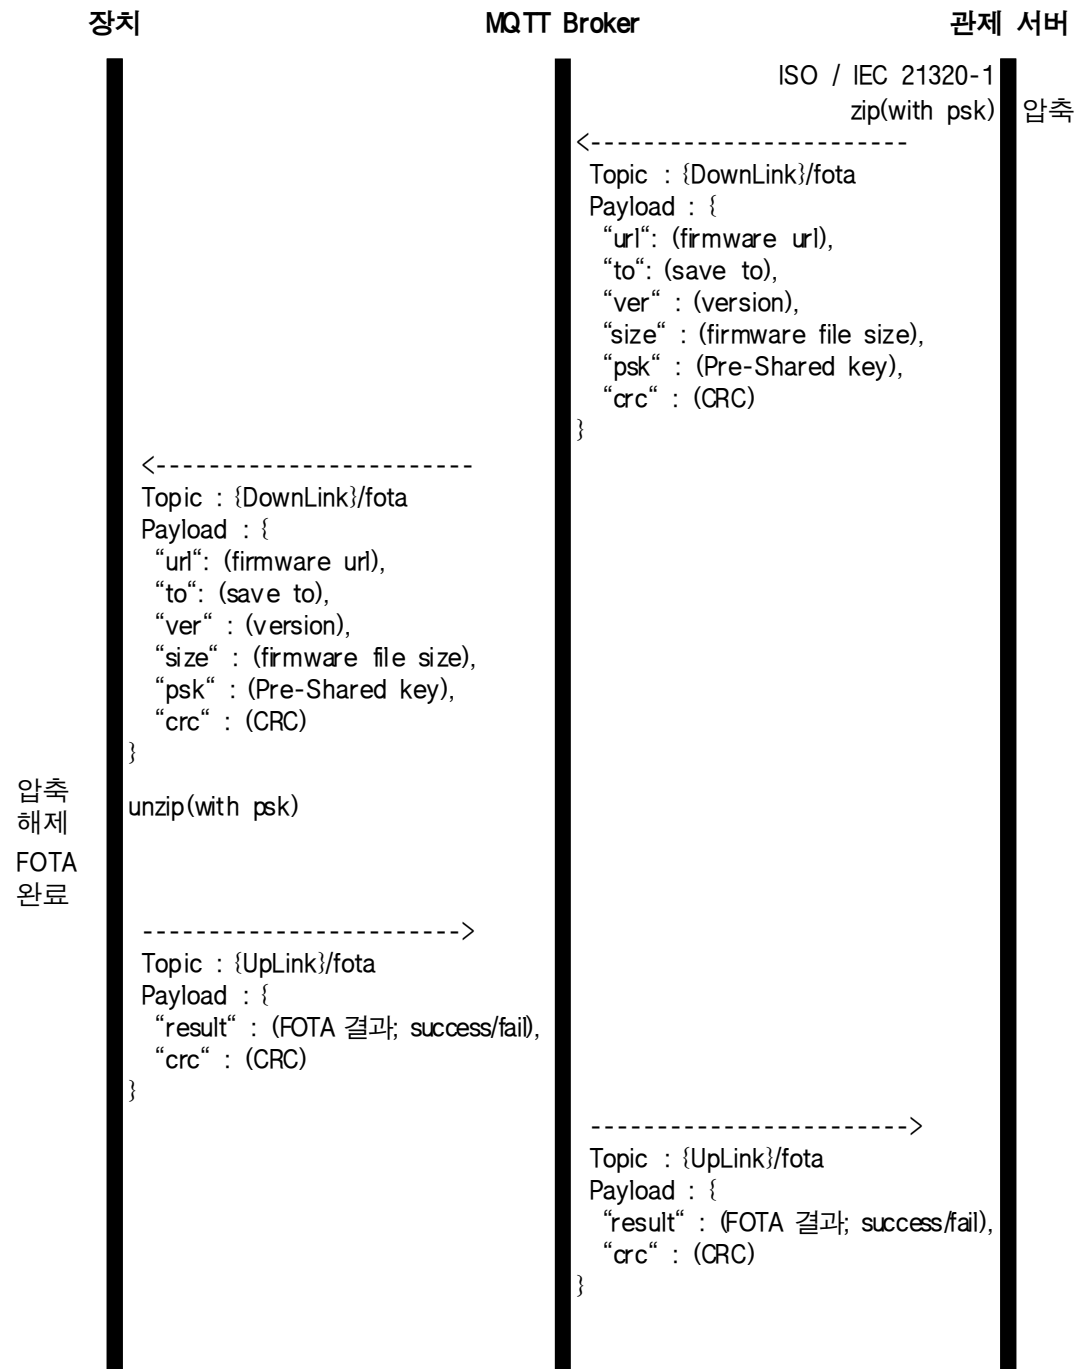 장치 MQTT Broker 관제 서버
ISO / IEC 21320-1
zip(with psk) 압축
<------------------------
Topic : {DownLink}/fota
Payload : {
“url“: (firmware url),
“to“: (save to),
“ver“ : (version),
“size“ : (firmware file size),
“psk“ : (Pre-Shared key),
“crc“ : (CRC)
}
<------------------------
Topic : {DownLink}/fota
Payload : {
“url“: (firmware url),
“to“: (save to),
“ver“ : (version),
“size“ : (firmware file size),
“psk“ : (Pre-Shared key),
“crc“ : (CRC)
}
압축
해제
unzip(with psk)
FOTA
완료
------------------------>
Topic : {UpLink}/fota
Payload : {
“result“ : (FOTA 결과; success/fail),
“crc“ : (CRC)
}
------------------------>
Topic : {UpLink}/fota
Payload : {
“result“ : (FOTA 결과; success/fail),
“crc“ : (CRC)
}